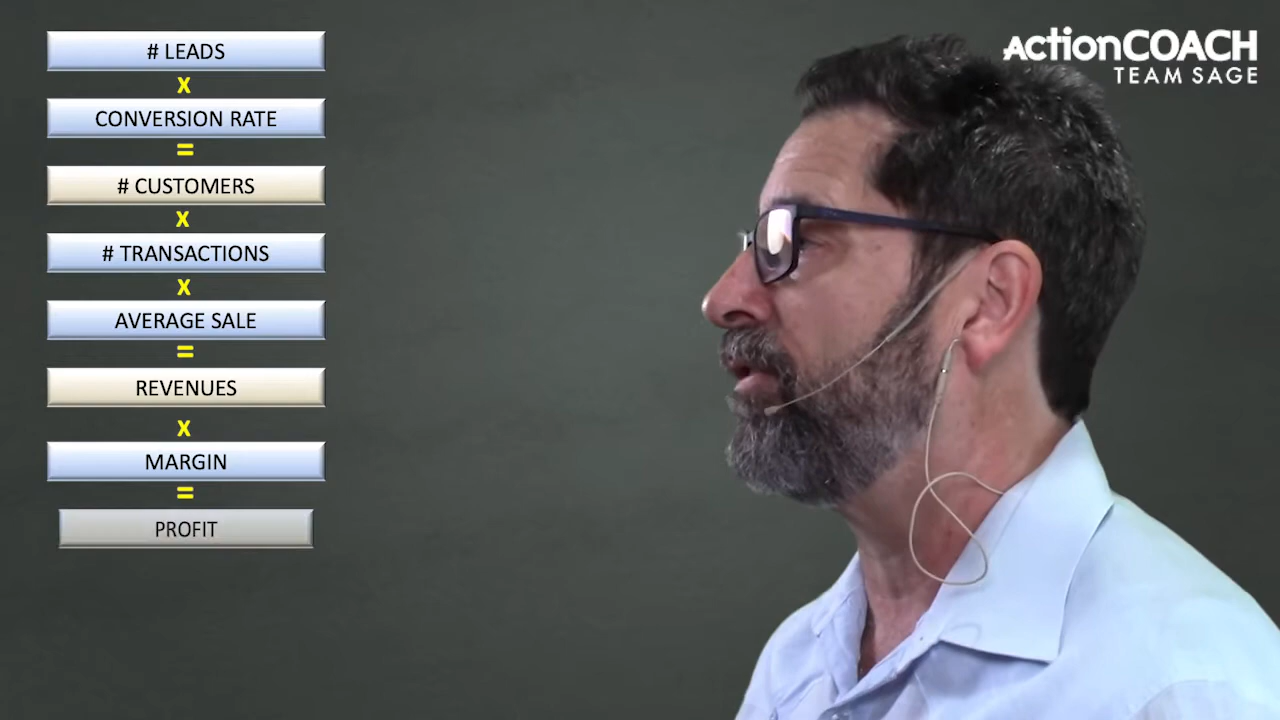 # LEADS
X
CONVERSION RATE
=
# CUSTOMERS
X
# TRANSACTIONS
X
AVERAGE SALE
=
REVENUES
X
MARGIN
=
PROFIT
ActionCOACH
TEAM SAGE